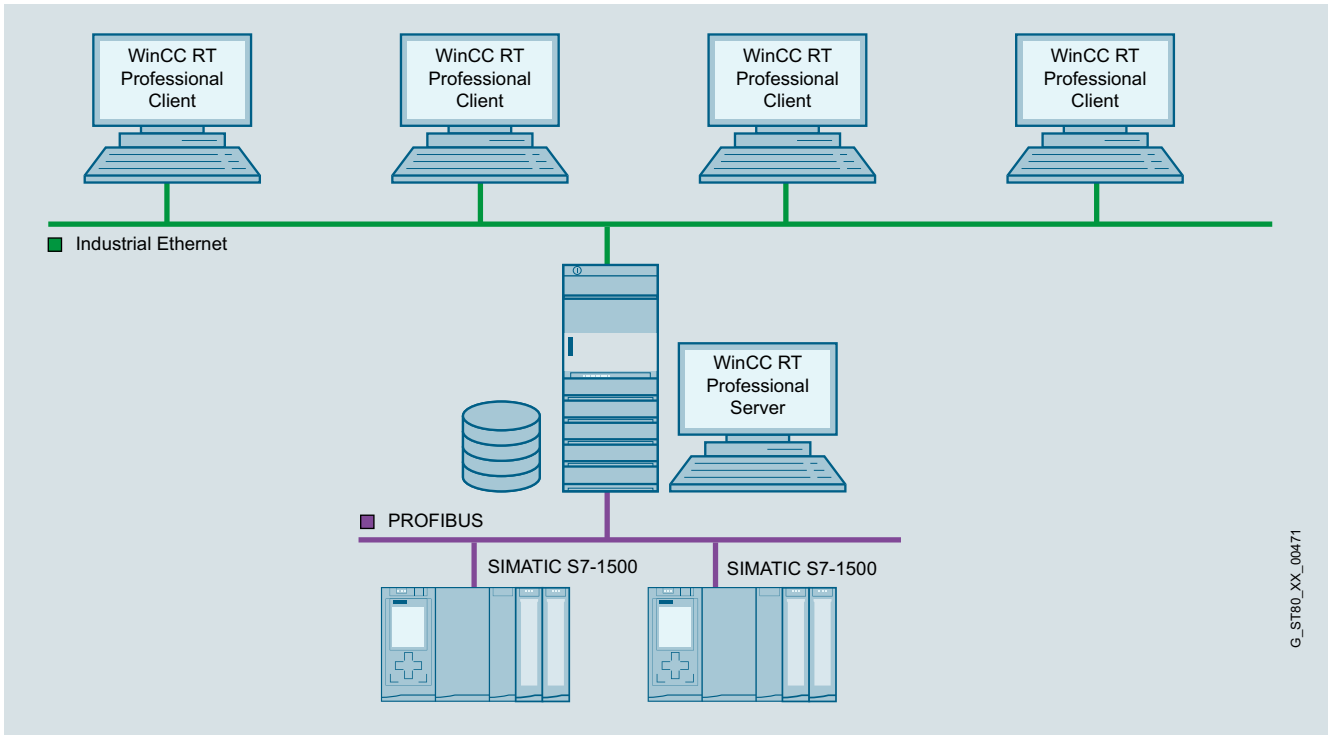 WinCC RT
Professional
Client
WinCC RT
Professional
Client
WinCC RT
Professional
Client
WinCC RT
Professional
Client
Industrial Ethernet
WinCC RT
Professional
Server
PROFIBUS
SIMATIC S7-1500
SIMATIC S7-1500
G_ST80_XX_00471